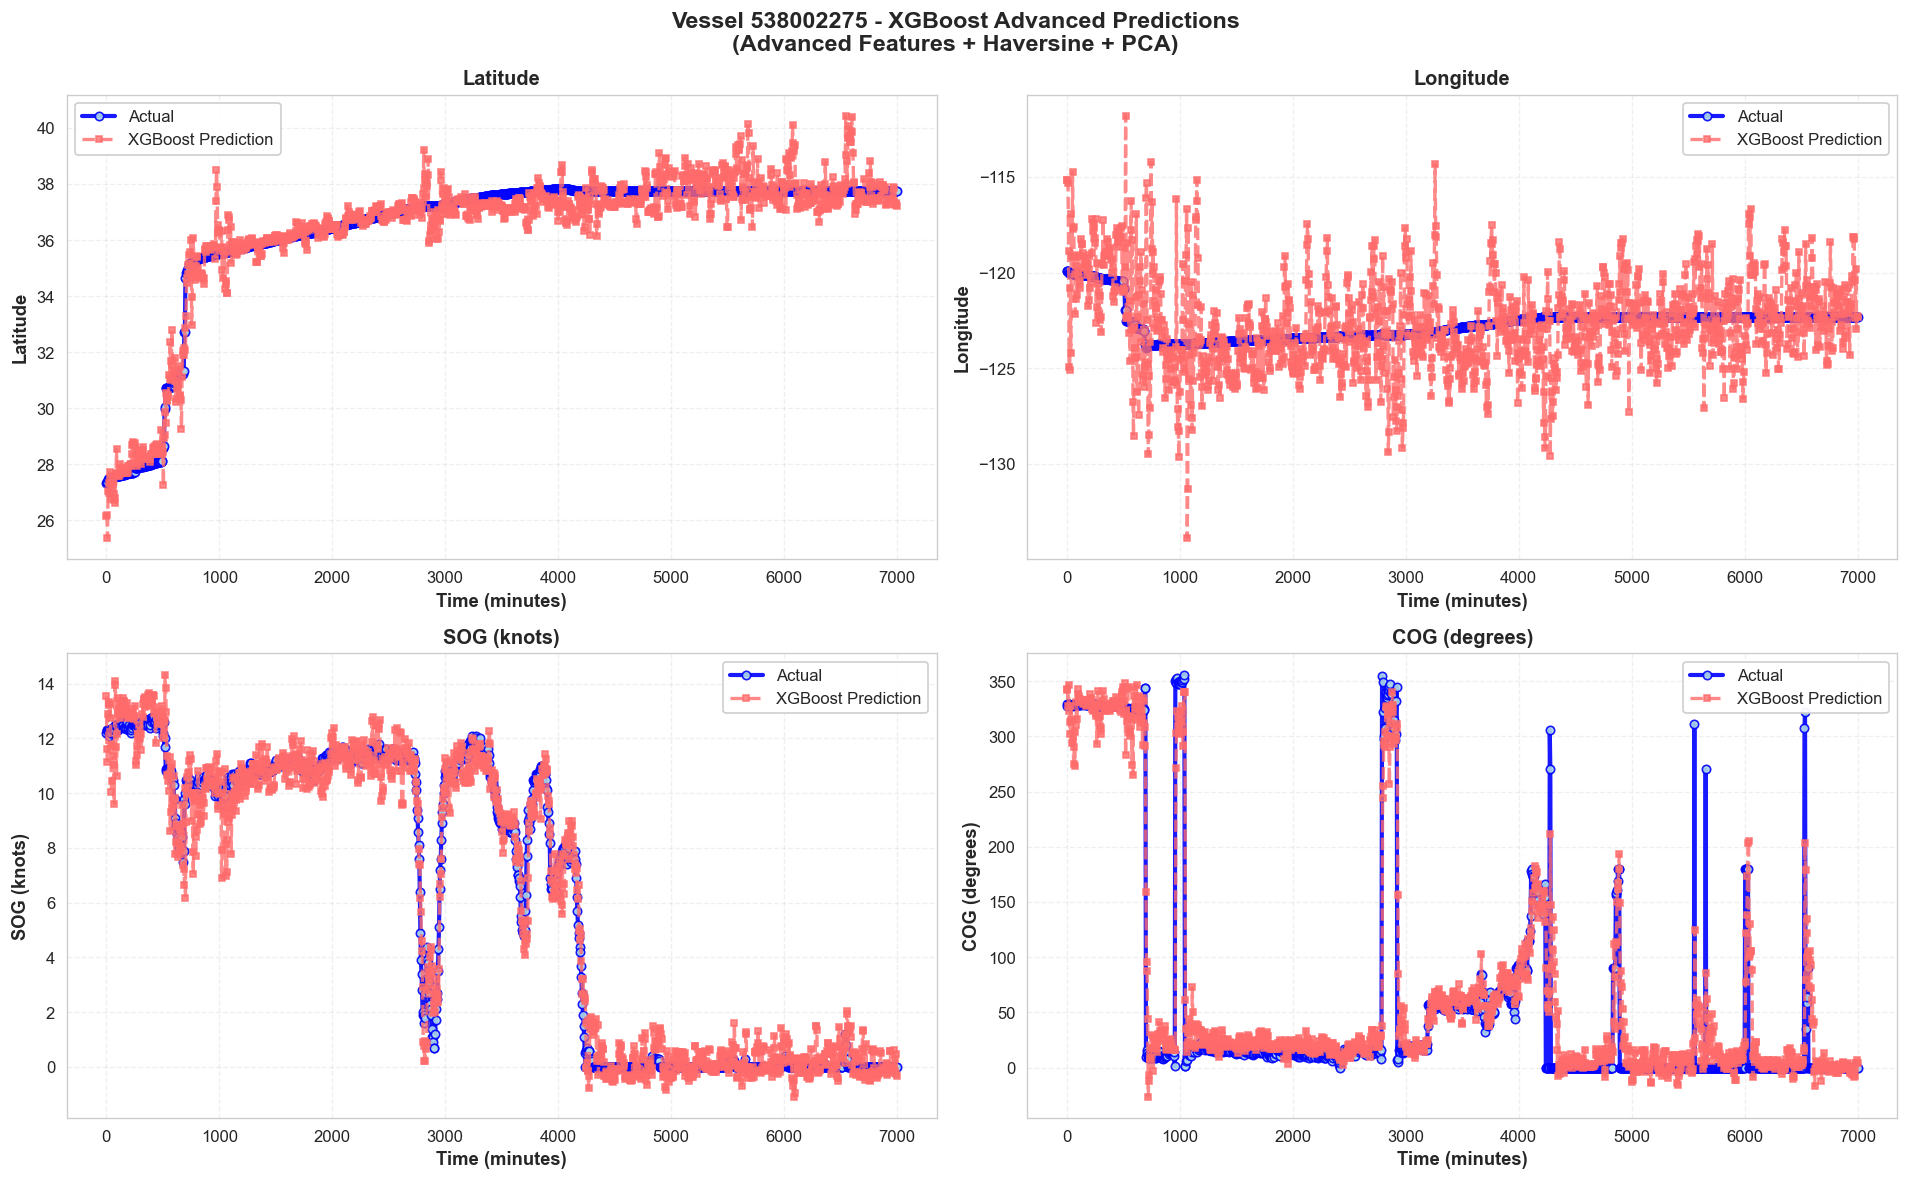 Vessel 538002275 - XGBoost Advanced Predictions
(Advanced Features + Haversine + PCA)
Latitude
Actual
XGBoost Prediction
40
38
36
34
32
30
28
26
Latitude
0 1000 2000 3000 4000 5000 6000 7000
Time (minutes)
Longitude
Actual
XGBoost Prediction
−115
−120
−125
−130
Longitude
0 1000 2000 3000 4000 5000 6000 7000
Time (minutes)
SOG (knots)
Actual
XGBoost Prediction
14
12
10
8
6
4
2
0
SOG (knots)
0 1000 2000 3000 4000 5000 6000 7000
Time (minutes)
COG (degrees)
Actual
XGBoost Prediction
350
300
250
200
150
100
50
0
COG (degrees)
0 1000 2000 3000 4000 5000 6000 7000
Time (minutes)